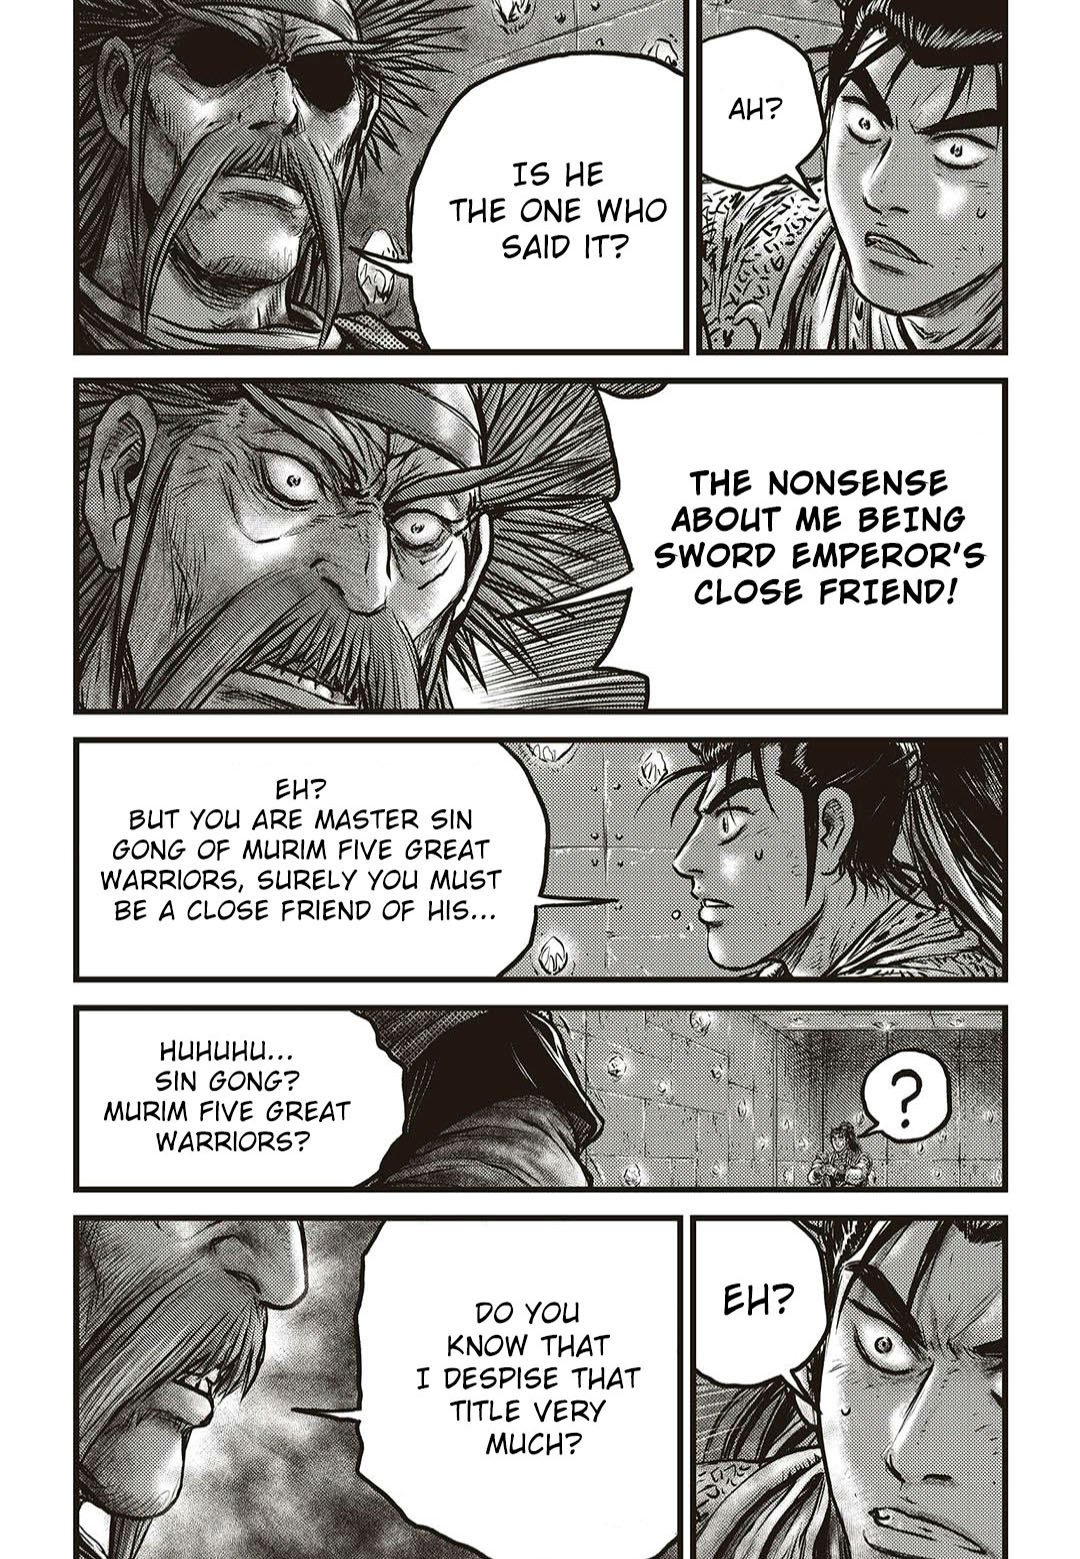 IS HE
THE ONE WHO
SAID IT?
AH?
THE NONSENSE
ABOUT ME BEING
SWORD EMPEROR'S
CLOSE FRIEND!
EH?
BUT YOU ARE MASTER SIN
GONG OF MURIM FIVE GREAT
WARRIORS, SURELY YOU MUST
BE A CLOSE FRIEND OF HIS...
HUHUHU...
SIN GONG?
MURIM FIVE GREAT
WARRIORS?
?
DO YOU
KNOW THAT
I DESPISE THAT
TITLE VERY
MUCH?
EH?